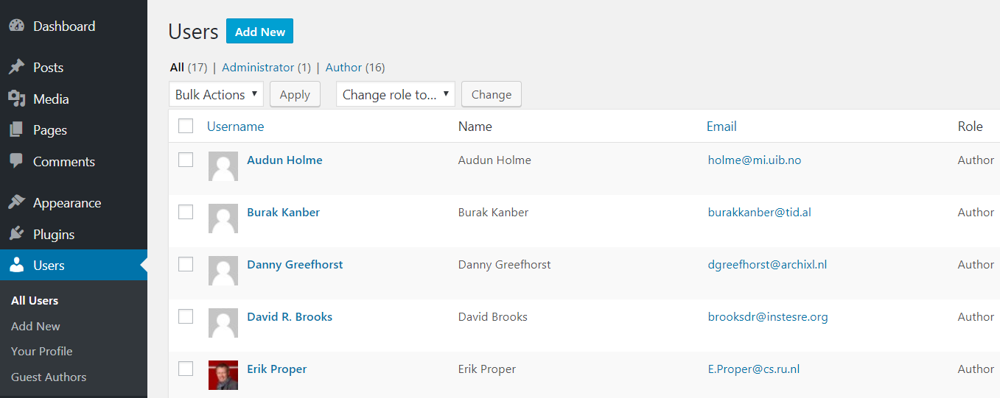 Dashboard
Posts
Media
Pages
Comments
Appearance
Plugins
Users
All Users
Add New
Your Profile
Guest Authors
Users Add New
All (17) | Administrator (1) | Author (16)
Bulk Actions Apply Change role to... Change
Username Name Email Role
Audun Holme Audun Holme holme@mi.uib.no Author
Burak Kanber Burak Kanber burakkanber@tid.al Author
Danny Greefhorst Danny Greefhorst dgreefhorst@archixl.nl Author
David R. Brooks David Brooks brooksdr@instesre.org Author
Erik Proper Erik Proper E.Proper@cs.ru.nl Author